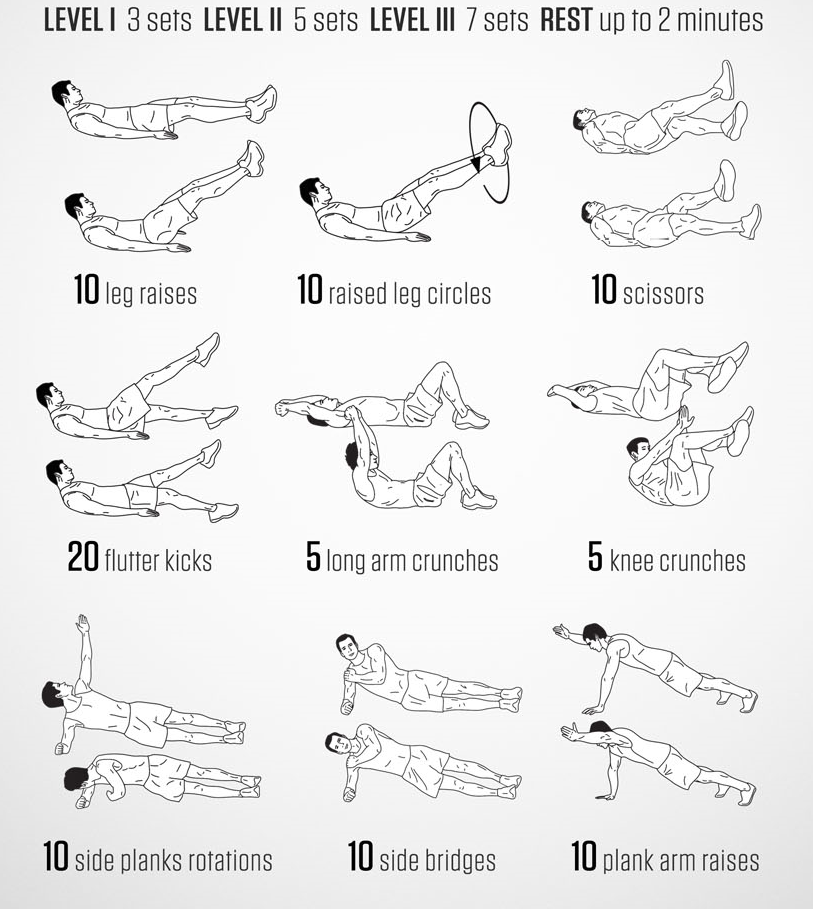 LEVEL I 3 sets LEVEL II 5 sets LEVEL III 7 sets REST up to 2 minutes
10 leg raises
10 raised leg circles
10 scissors
20 flutter kicks
5 long arm crunches
5 knee crunches
10 side planks rotations
10 side bridges
10 plank arm raises